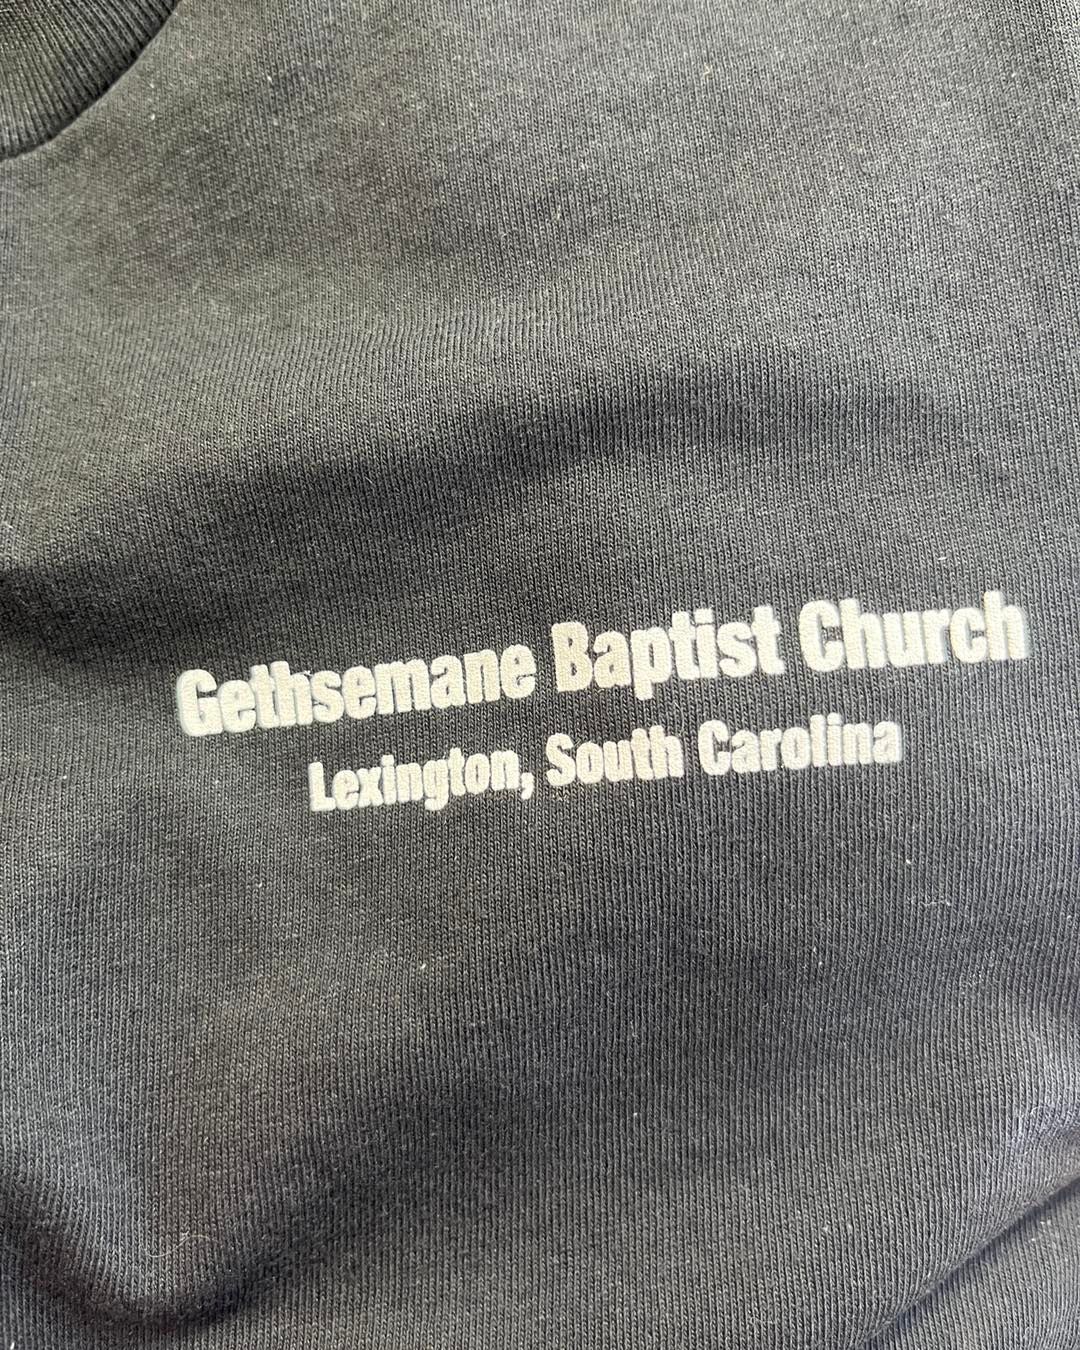 Gethsemane Baptist Church
Lexington, South Carolina